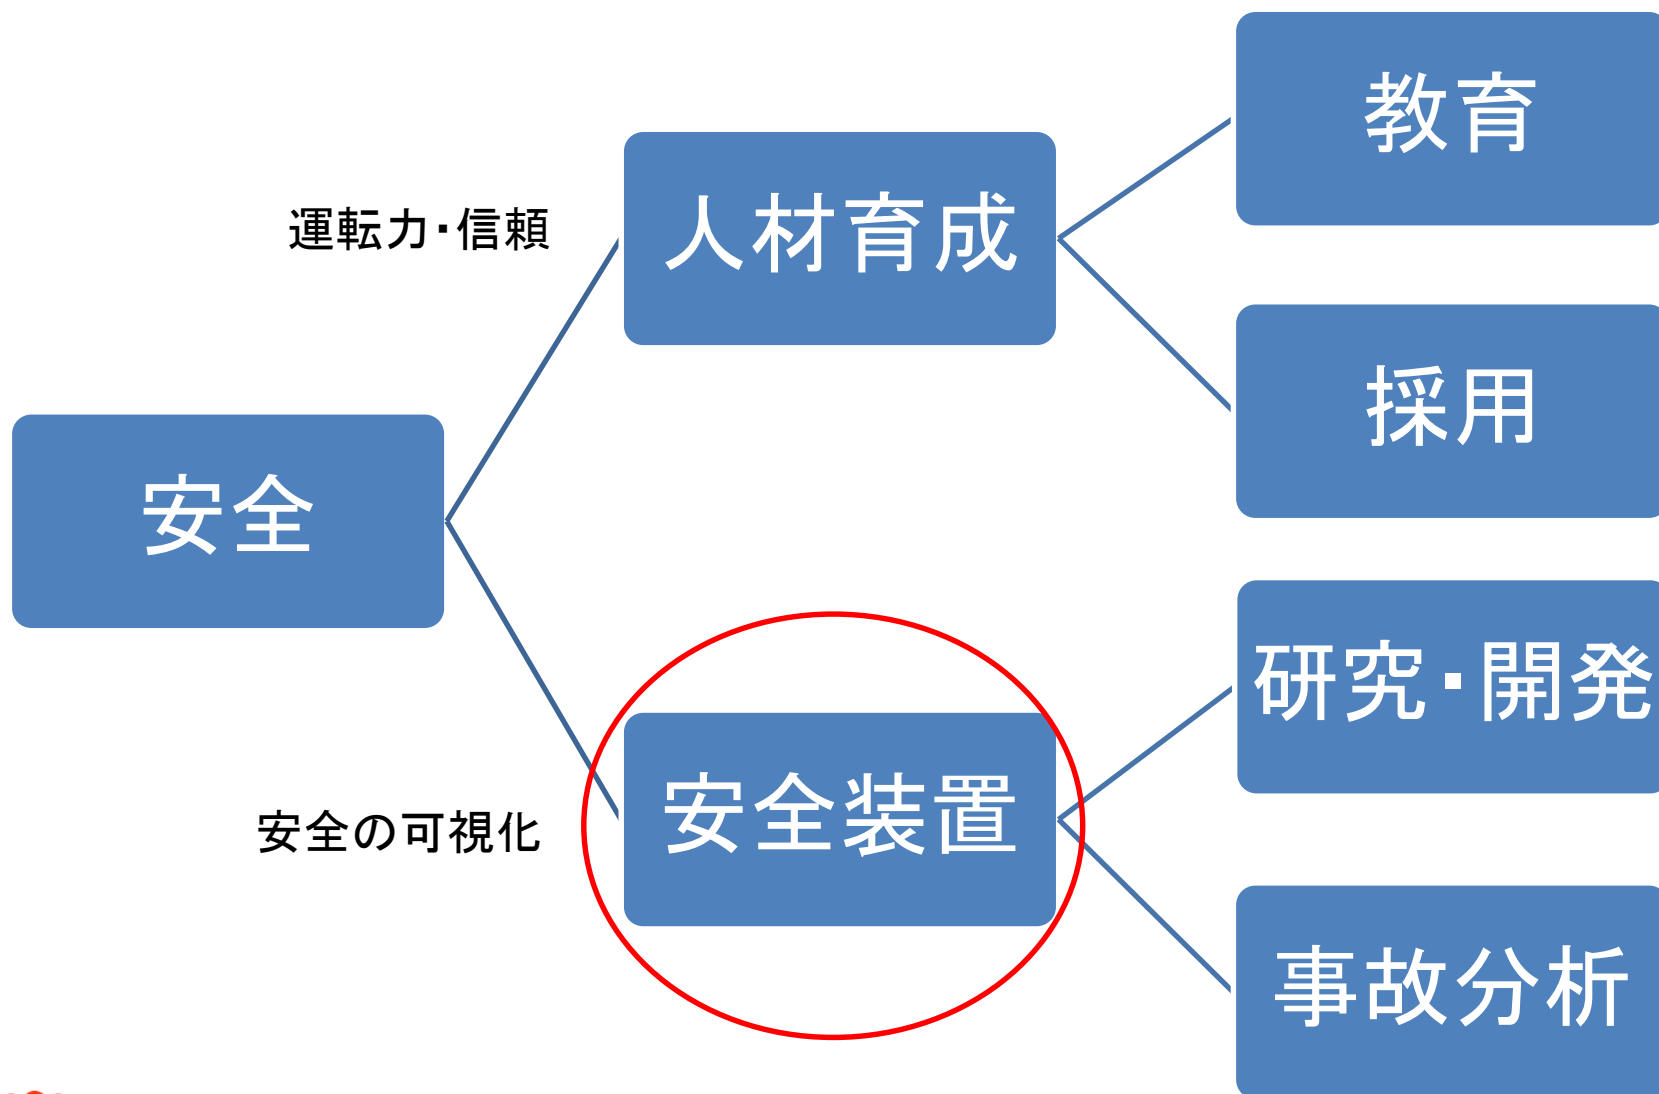 教育
運転力・信頼
人材育成
採用
安全
研究・開発
安全の可視化
安全装置
事故分析